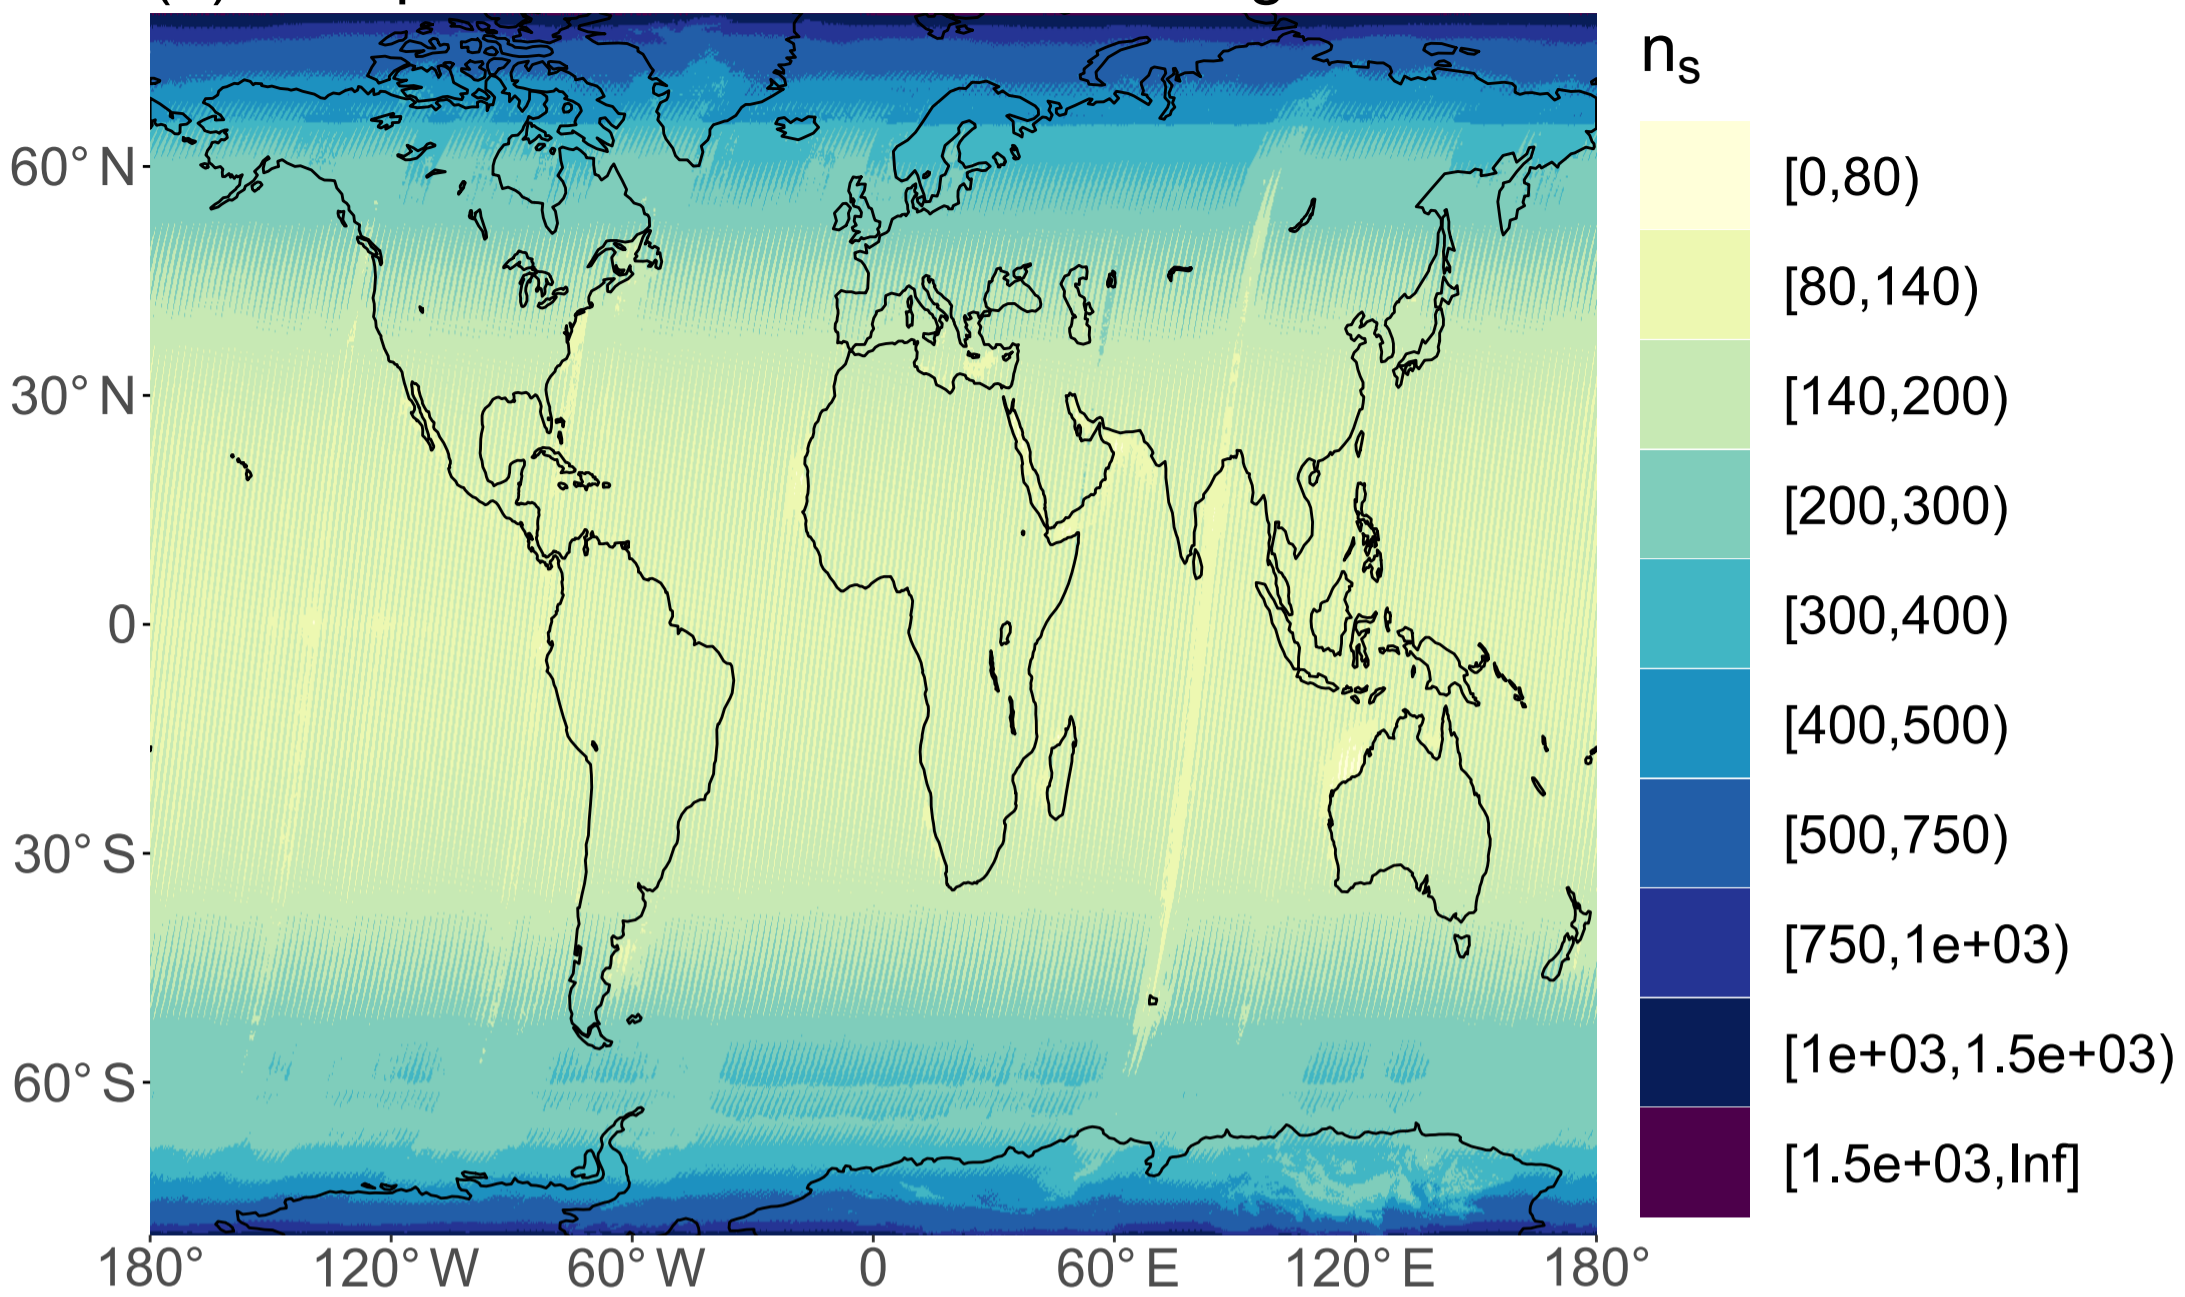 n_s
[0,80)
[80,140)
[140,200)
[200,300)
[300,400)
[400,500)
[500,750)
[750,1e+03)
[1e+03,1.5e+03)
[1.5e+03,Inf]
60° N
30° N
0
30° S
60° S
180° 120° W 60° W 0 60° E 120° E 180°